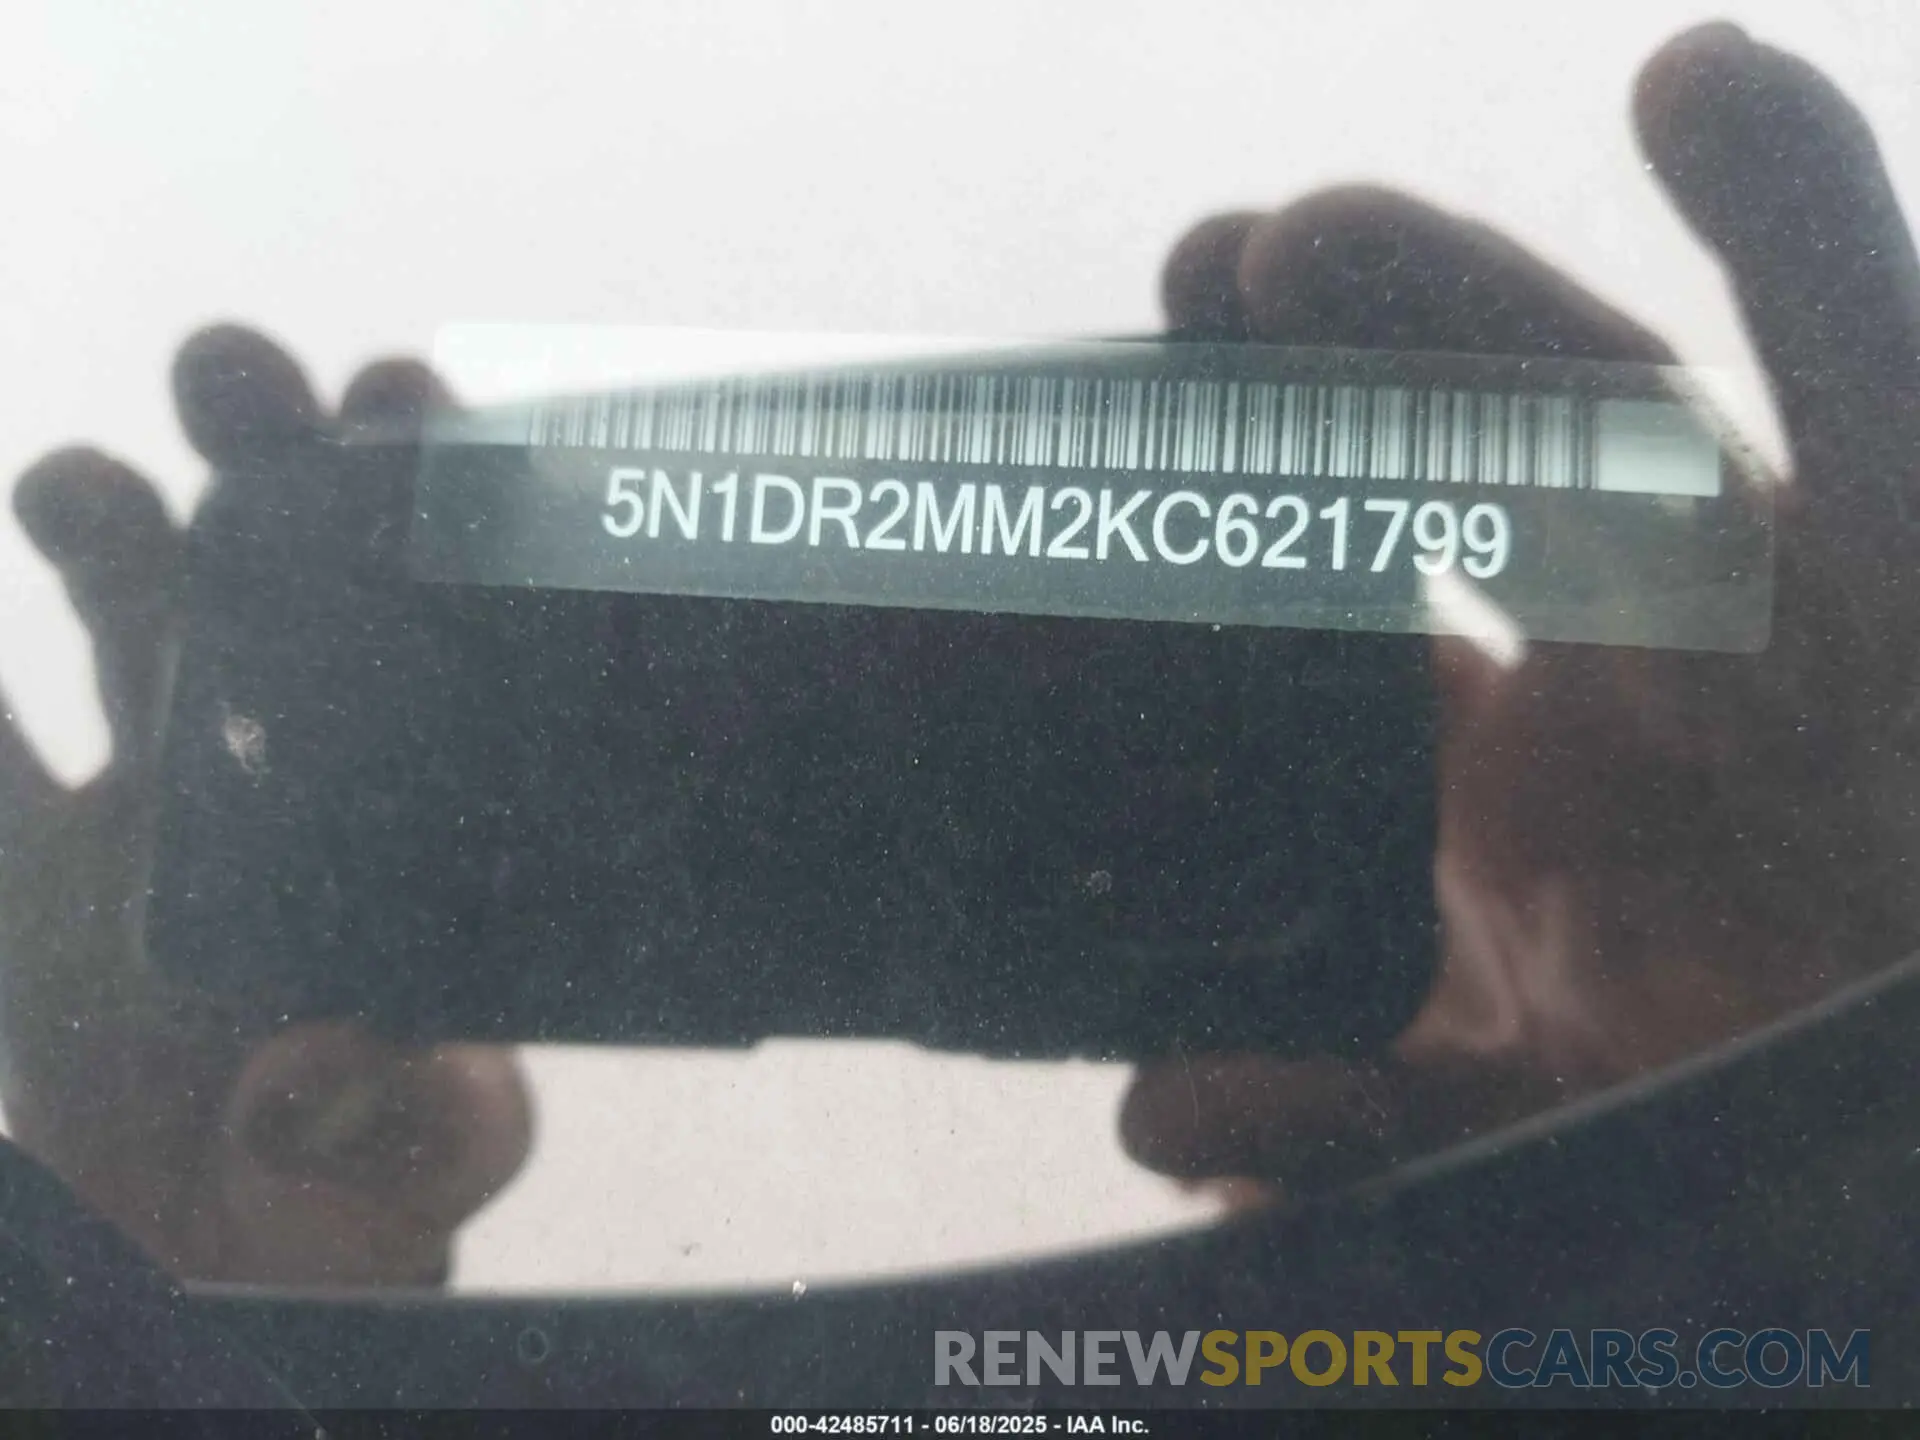 5N1DR2MM2KC621799
RENEWSPORTSCARS.COM
000-42485711 - 06/18/2025 - IAA Inc.